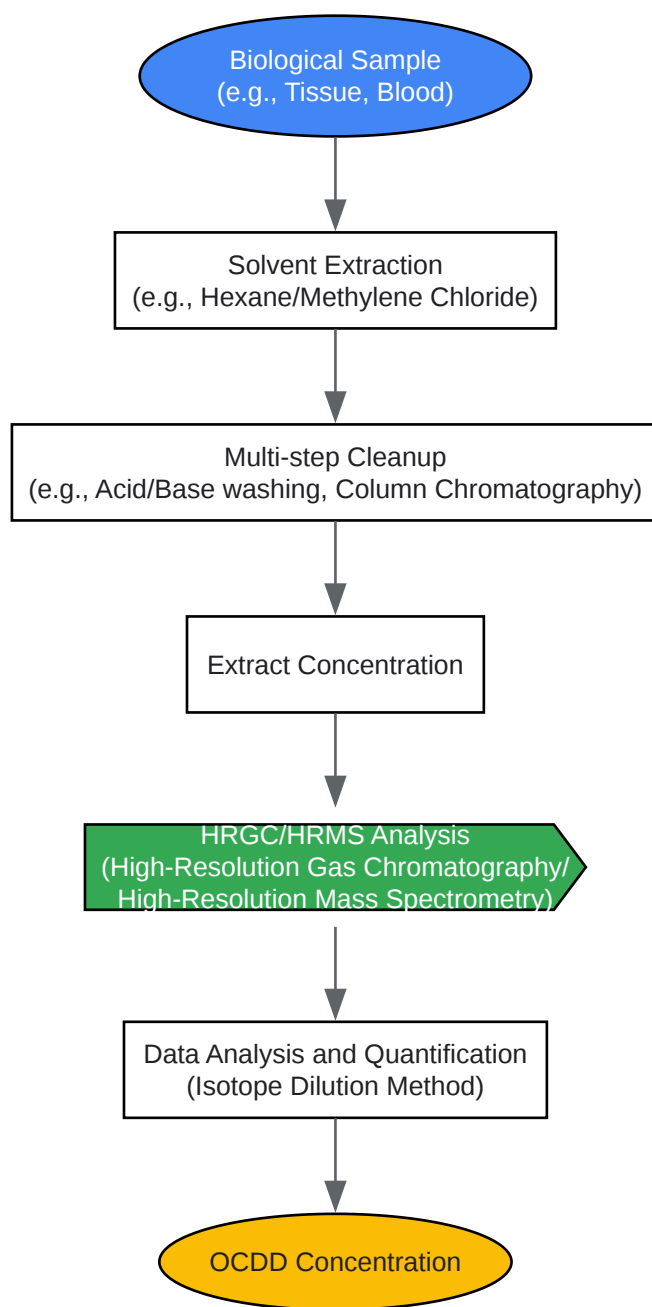 Biological Sample
(e.g., Tissue, Blood)
Solvent Extraction
(e.g., Hexane/Methylene Chloride)
Multi-step Cleanup
(e.g., Acid/Base washing, Column Chromatography)
Extract Concentration
HRGC/HRMS Analysis
(High-Resolution Gas Chromatography/
High-Resolution Mass Spectrometry)
Data Analysis and Quantification
(Isotope Dilution Method)
OCDD Concentration